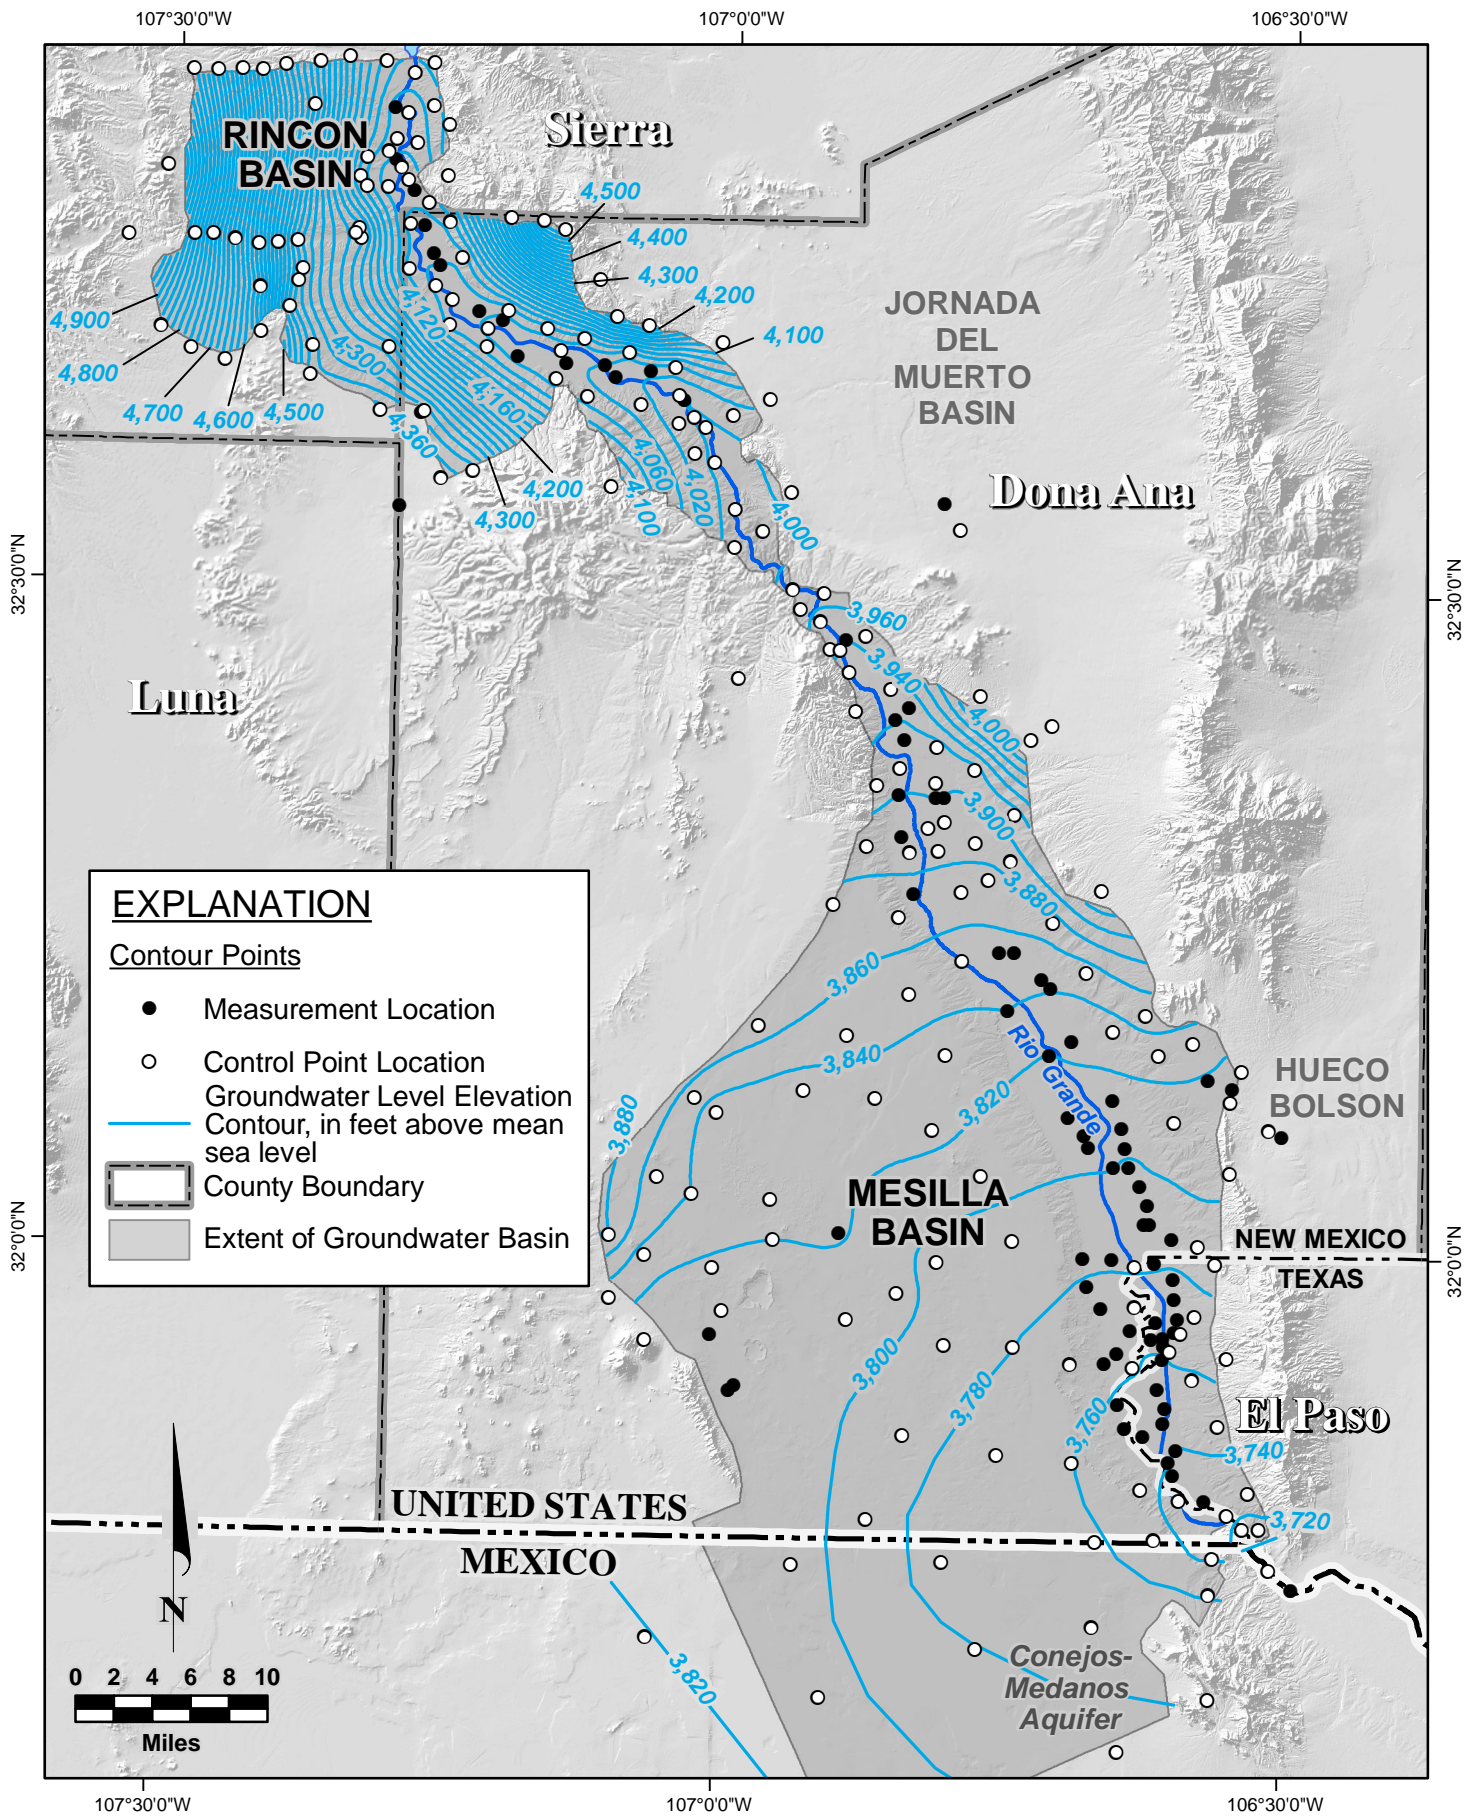 107°30'0"W
107°0'0"W
106°30'0"W
RINCON
BASIN
Sierra
4,500
4,400
4,300
4,200
4,100
4,120
4,900
4,800
4,700
4,600
4,500
4,300
4,360
4,160
4,200
4,300
4,060
4,100
4,020
4,000
JORNADA
DEL
MUERTO
BASIN
Dona Ana
32°30'0"N
32°30'0"N
3,960
3,940
4,000
Luna
3,900
3,880
EXPLANATION
Contour Points
Measurement Location
Control Point Location
Groundwater Level Elevation
Contour, in feet above mean
sea level
County Boundary
Extent of Groundwater Basin
3,860
3,840
3,820
3,880
Rio Grande
HUECO
BOLSON
MESILLA
BASIN
32°0'0"N
32°0'0"N
NEW MEXICO
TEXAS
3,800
3,780
3,760
El Paso
3,740
3,720
UNITED STATES
MEXICO
N
3,820
Conejos-
Medanos
Aquifer
0 2 4 6 8 10
Miles
107°30'0"W
107°0'0"W
106°30'0"W